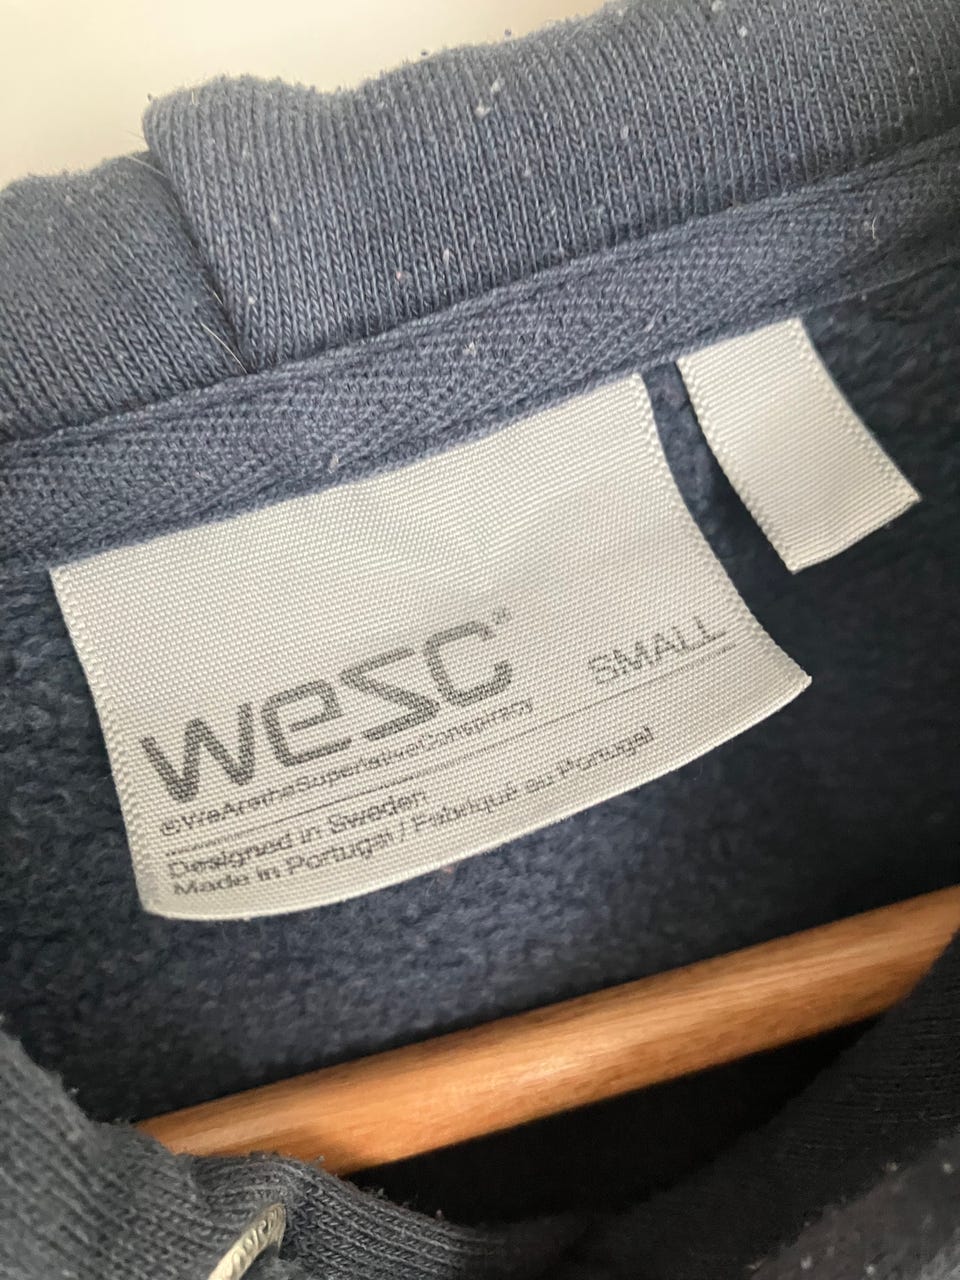 wesc
SMALL
©WeAretheSuperlativeConspiracy
Designed in Sweden
Made in Portugal / Fabriqué au Portugal